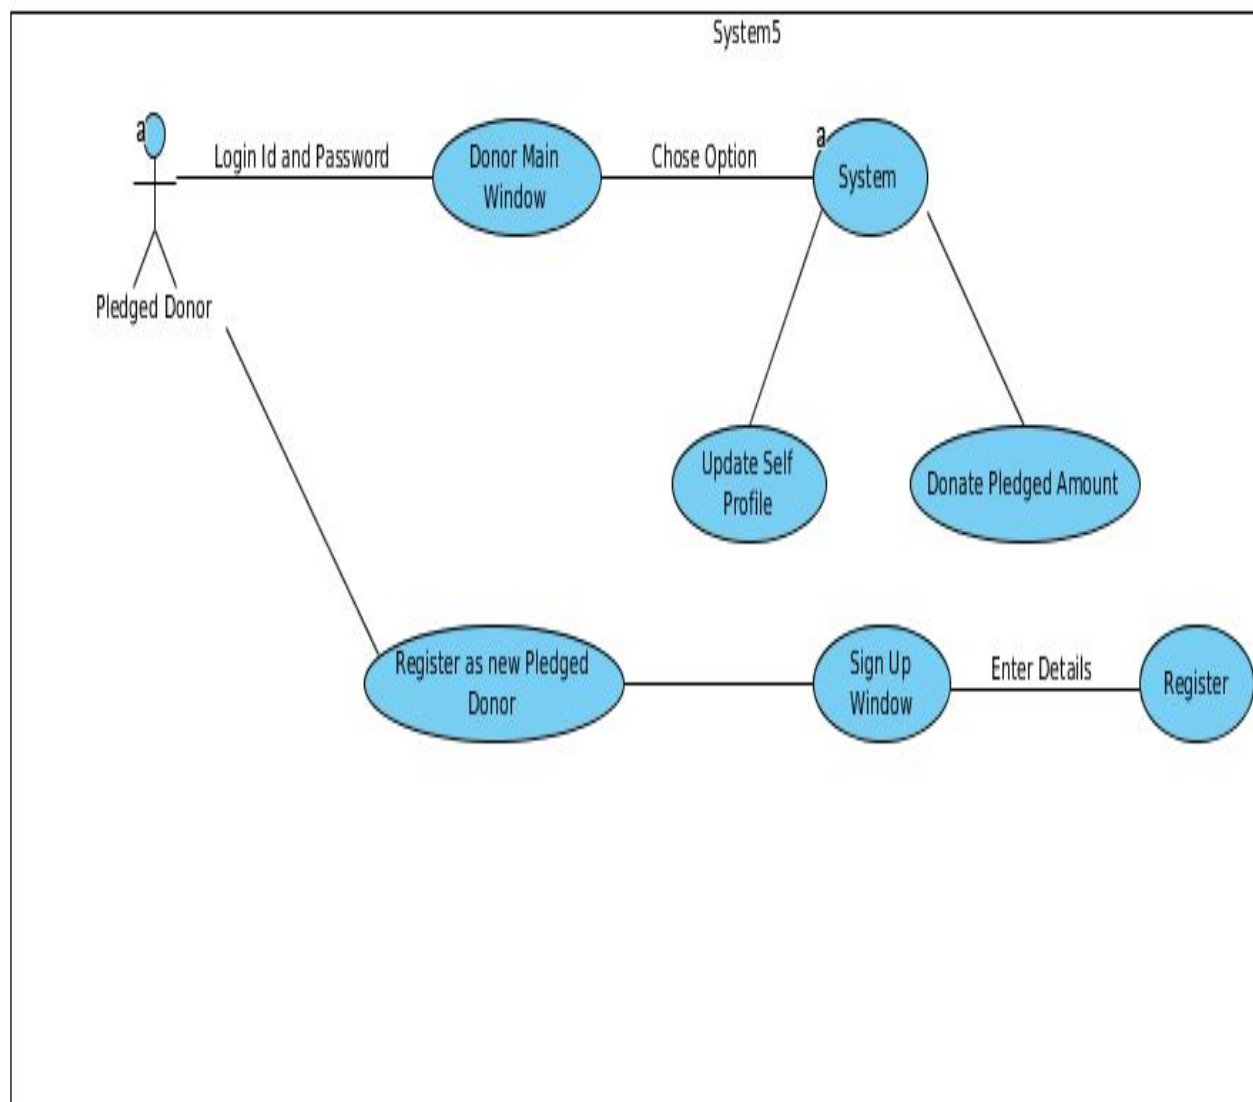 System5
a
Login Id and Password
Donor Main
Window
Chose Option
a
System
Pledged Donor
Update Self
Profile
Donate Pledged Amount
Register as new Pledged
Donor
Sign Up
Window
Enter Details
Register